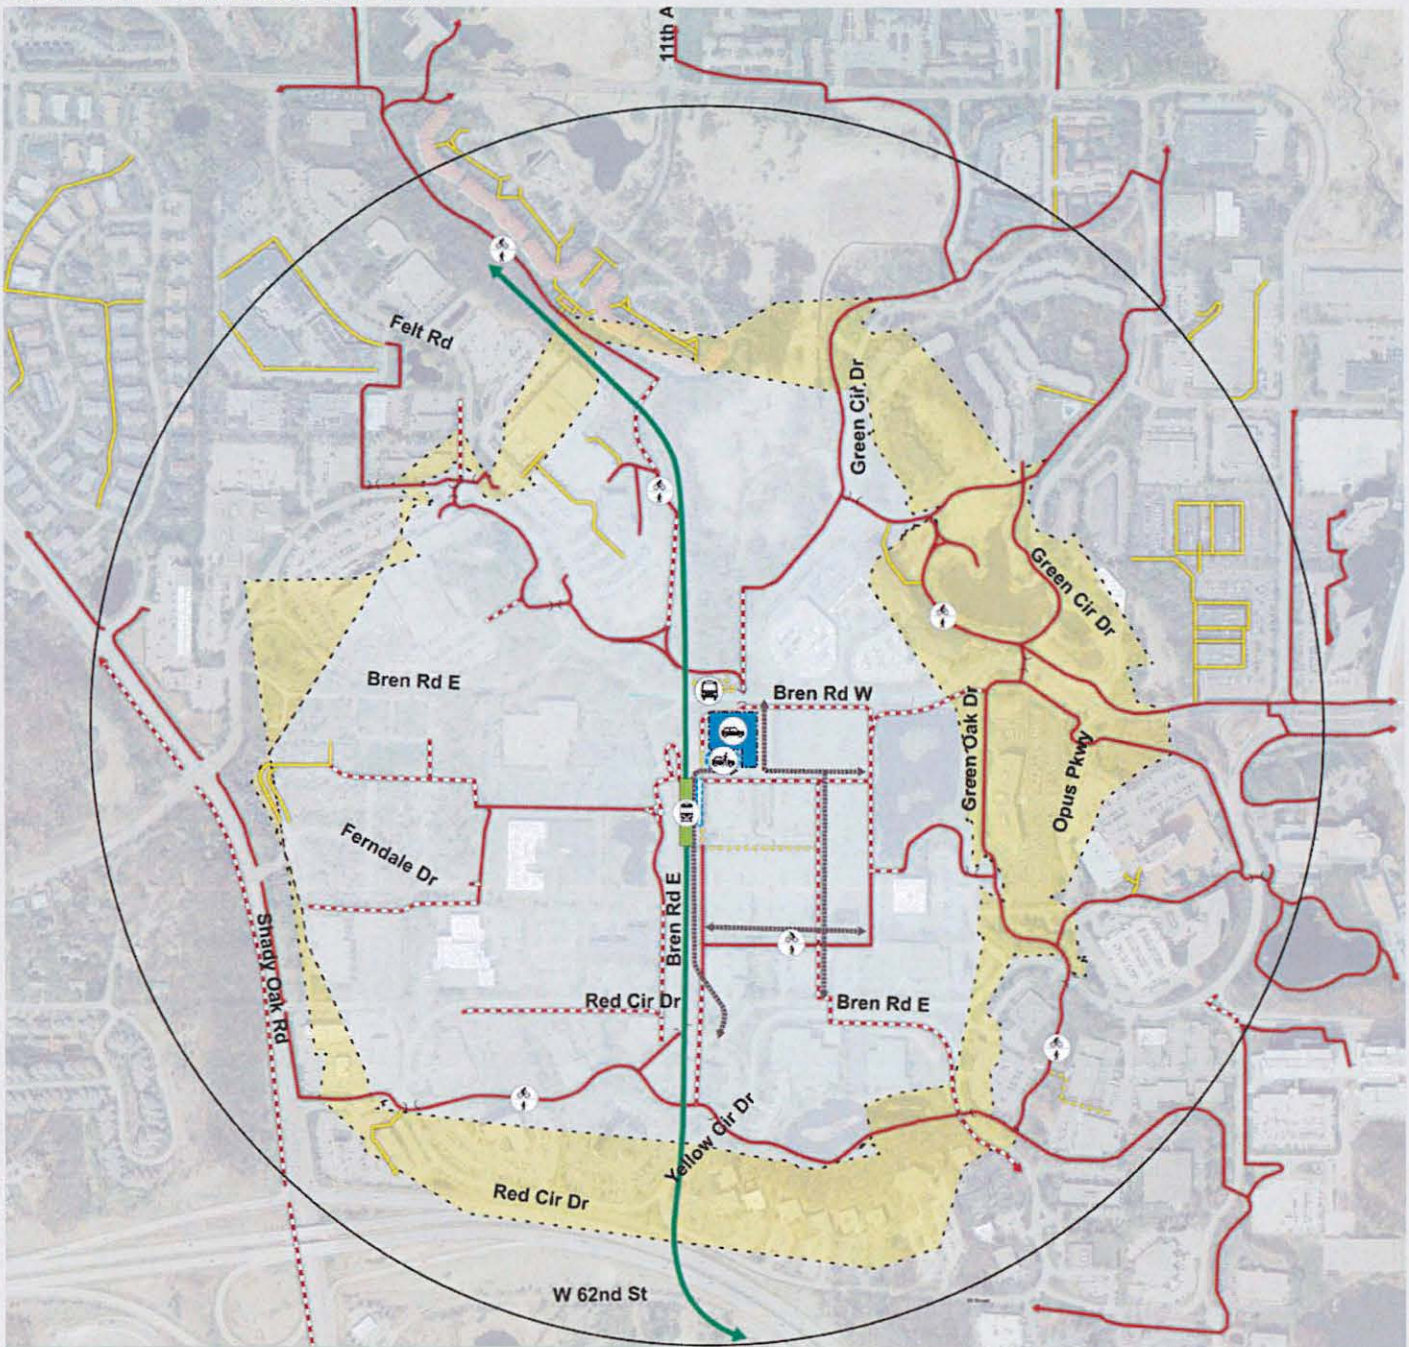 11th A
Felt Rd
Green Cir Dr
Green Cir Dr
Bren Rd E
Bren Rd W
Green Oak Dr
Opus Pkwy
Ferndale Dr
Bren Rd E
Shady Oak Rd
Red Cir Dr
Bren Rd E
Yellow Cir Dr
Red Cir Dr
W 62nd St